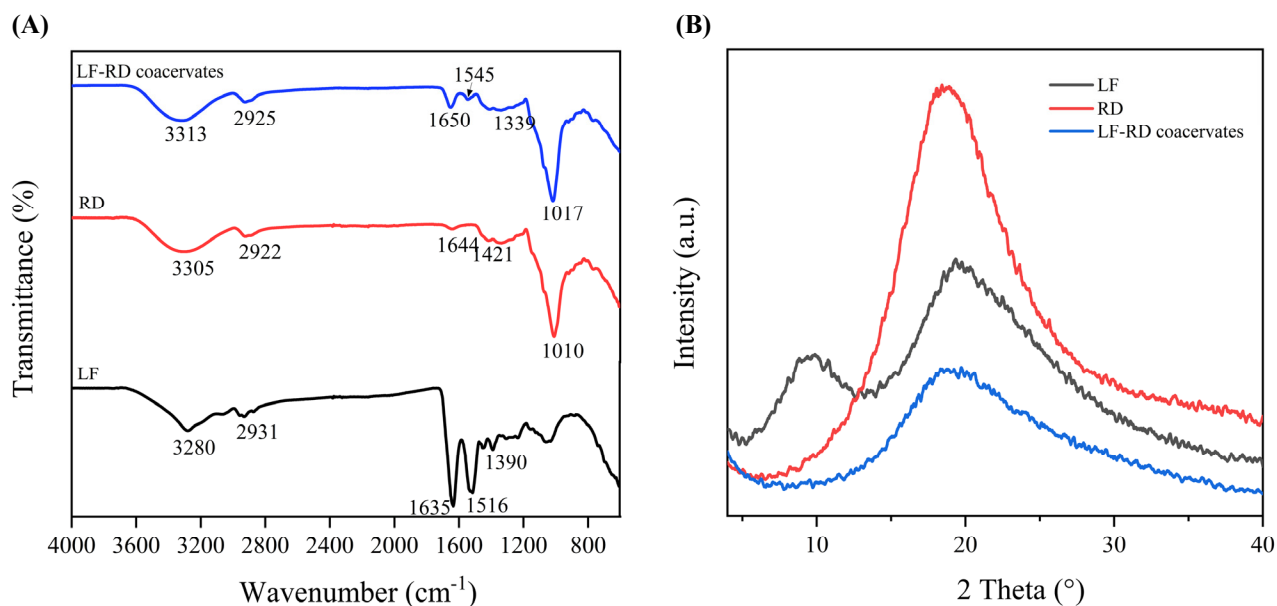 (A)
LF-RD coacervates
3313
2925
1650
1545
1339
1017
RD
3305
2922
1644
1421
1010
LF
3280
2931
1635
1516
1390
4000 3600 3200 2800 2400 2000 1600 1200 800
Wavenumber (cm⁻¹)
Transmittance (%)
(B)
LF
RD
LF-RD coacervates
Intensity (a.u.)
10 20 30 40
2 Theta (°)